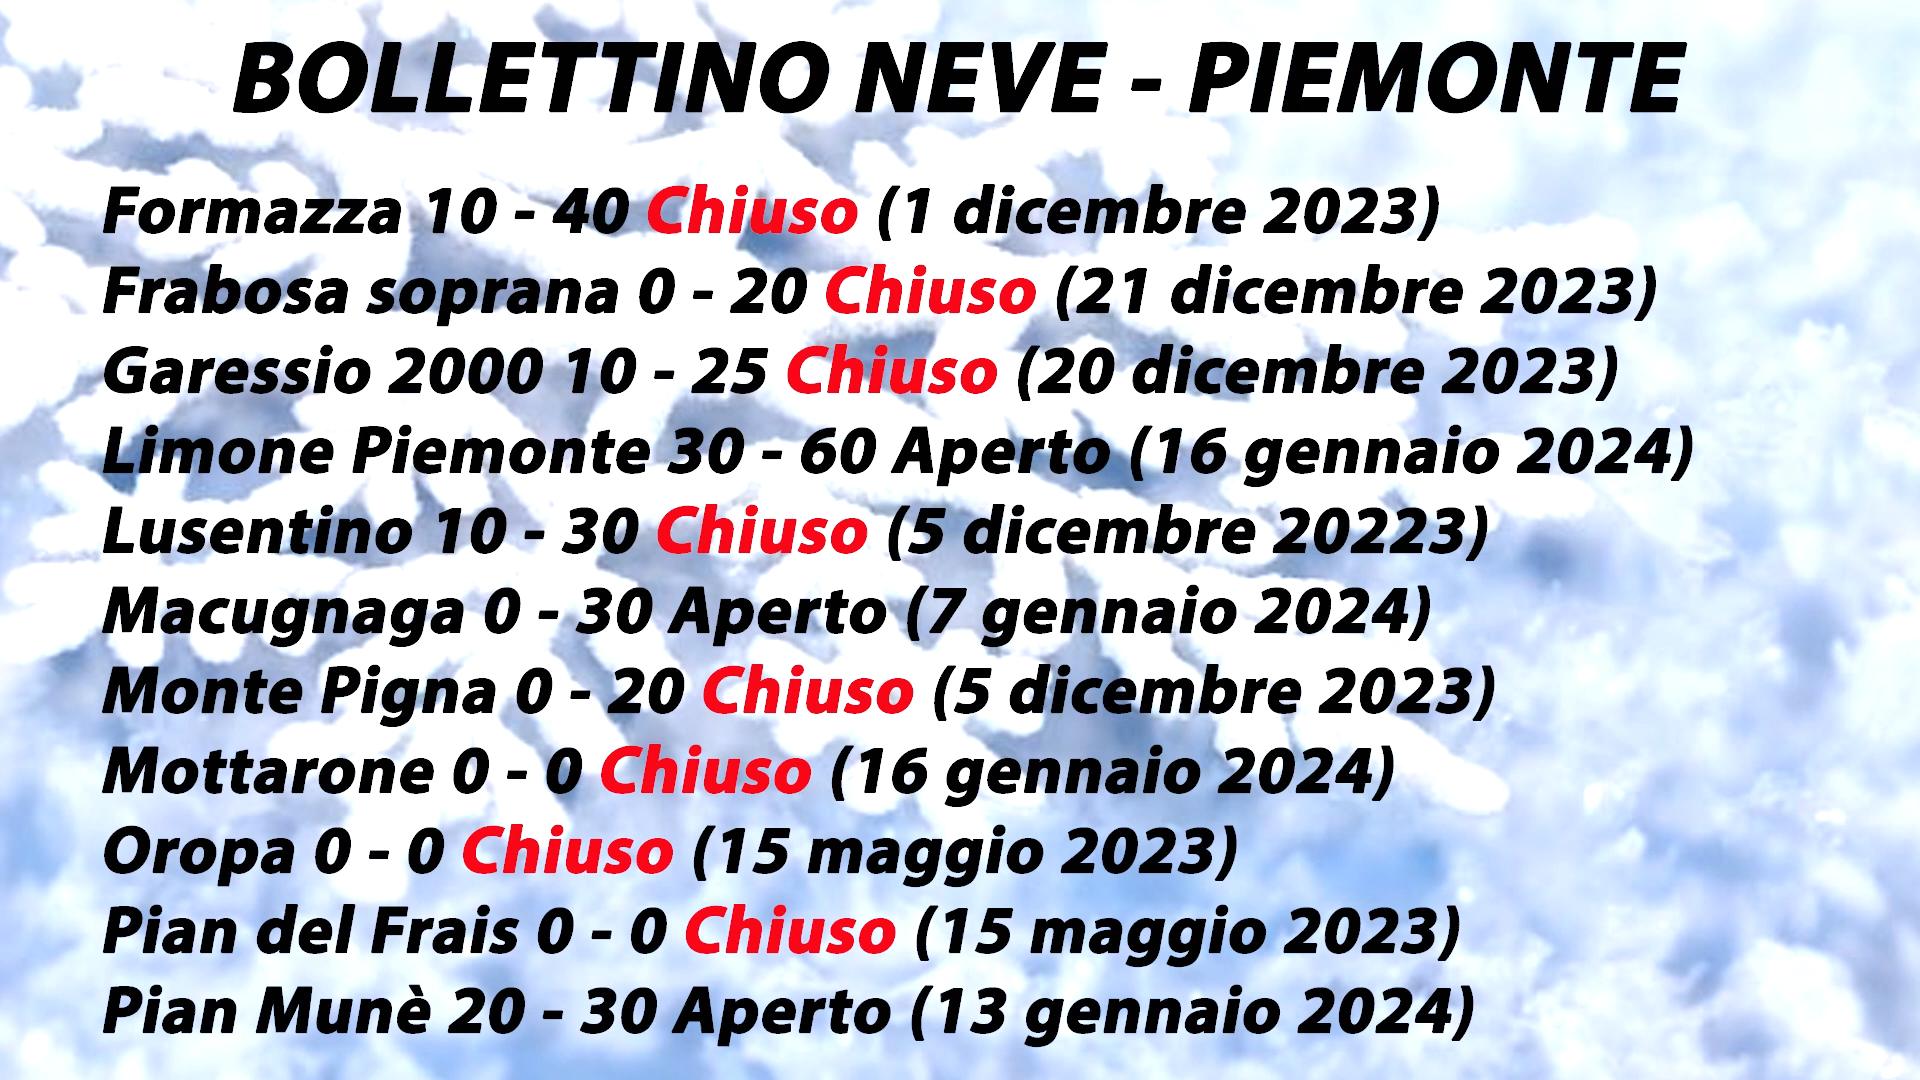 BOLLETTINO NEVE - PIEMONTE
Formazza 10 - 40 Chiuso (1 dicembre 2023)
Frabosa soprana 0 - 20 Chiuso (21 dicembre 2023)
Garessio 2000 10 - 25 Chiuso (20 dicembre 2023)
Limone Piemonte 30 - 60 Aperto (16 gennaio 2024)
Lusentino 10 - 30 Chiuso (5 dicembre 20223)
Macugnaga 0 - 30 Aperto (7 gennaio 2024)
Monte Pigna 0 - 20 Chiuso (5 dicembre 2023)
Mottarone 0 - 0 Chiuso (16 gennaio 2024)
Oropa 0 - 0 Chiuso (15 maggio 2023)
Pian del Frais 0 - 0 Chiuso (15 maggio 2023)
Pian Munè 20 - 30 Aperto (13 gennaio 2024)